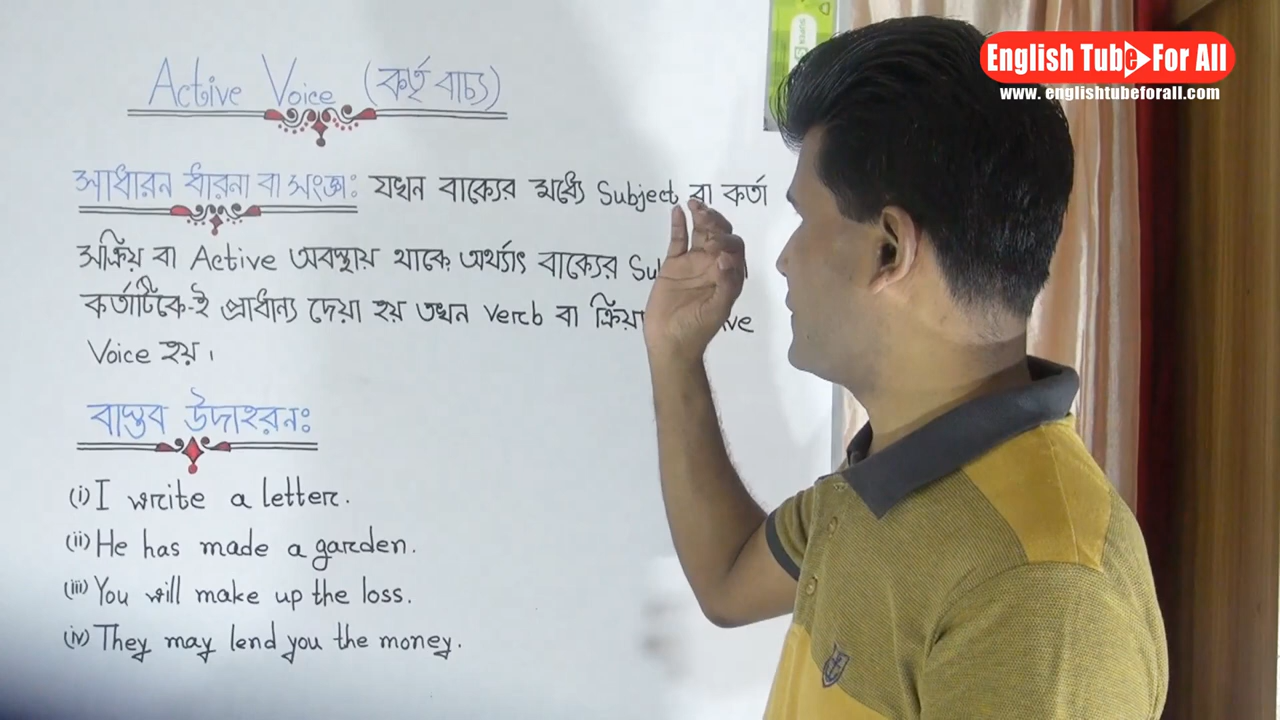 English Tube For All
www. englishtubeforall.com
Active Voice (কর্তৃ বাচ্য)
সাধারন ধারনা বা সংজ্ঞাঃ যখন বাক্যের মধ্যে Subject বা কর্তা
সক্রিয় বা Active অবস্থায় থাকে অর্থ্যাৎ বাক্যের
কর্তাটিকে-ই প্রাধান্য দেয়া হয় তখন Verb বা
Voice হয়।
বাস্তব উদাহরনঃ
(i) I write a letter.
(ii) He has made a garden.
(iii) You will make up the loss.
(iv) They may lend you the money.